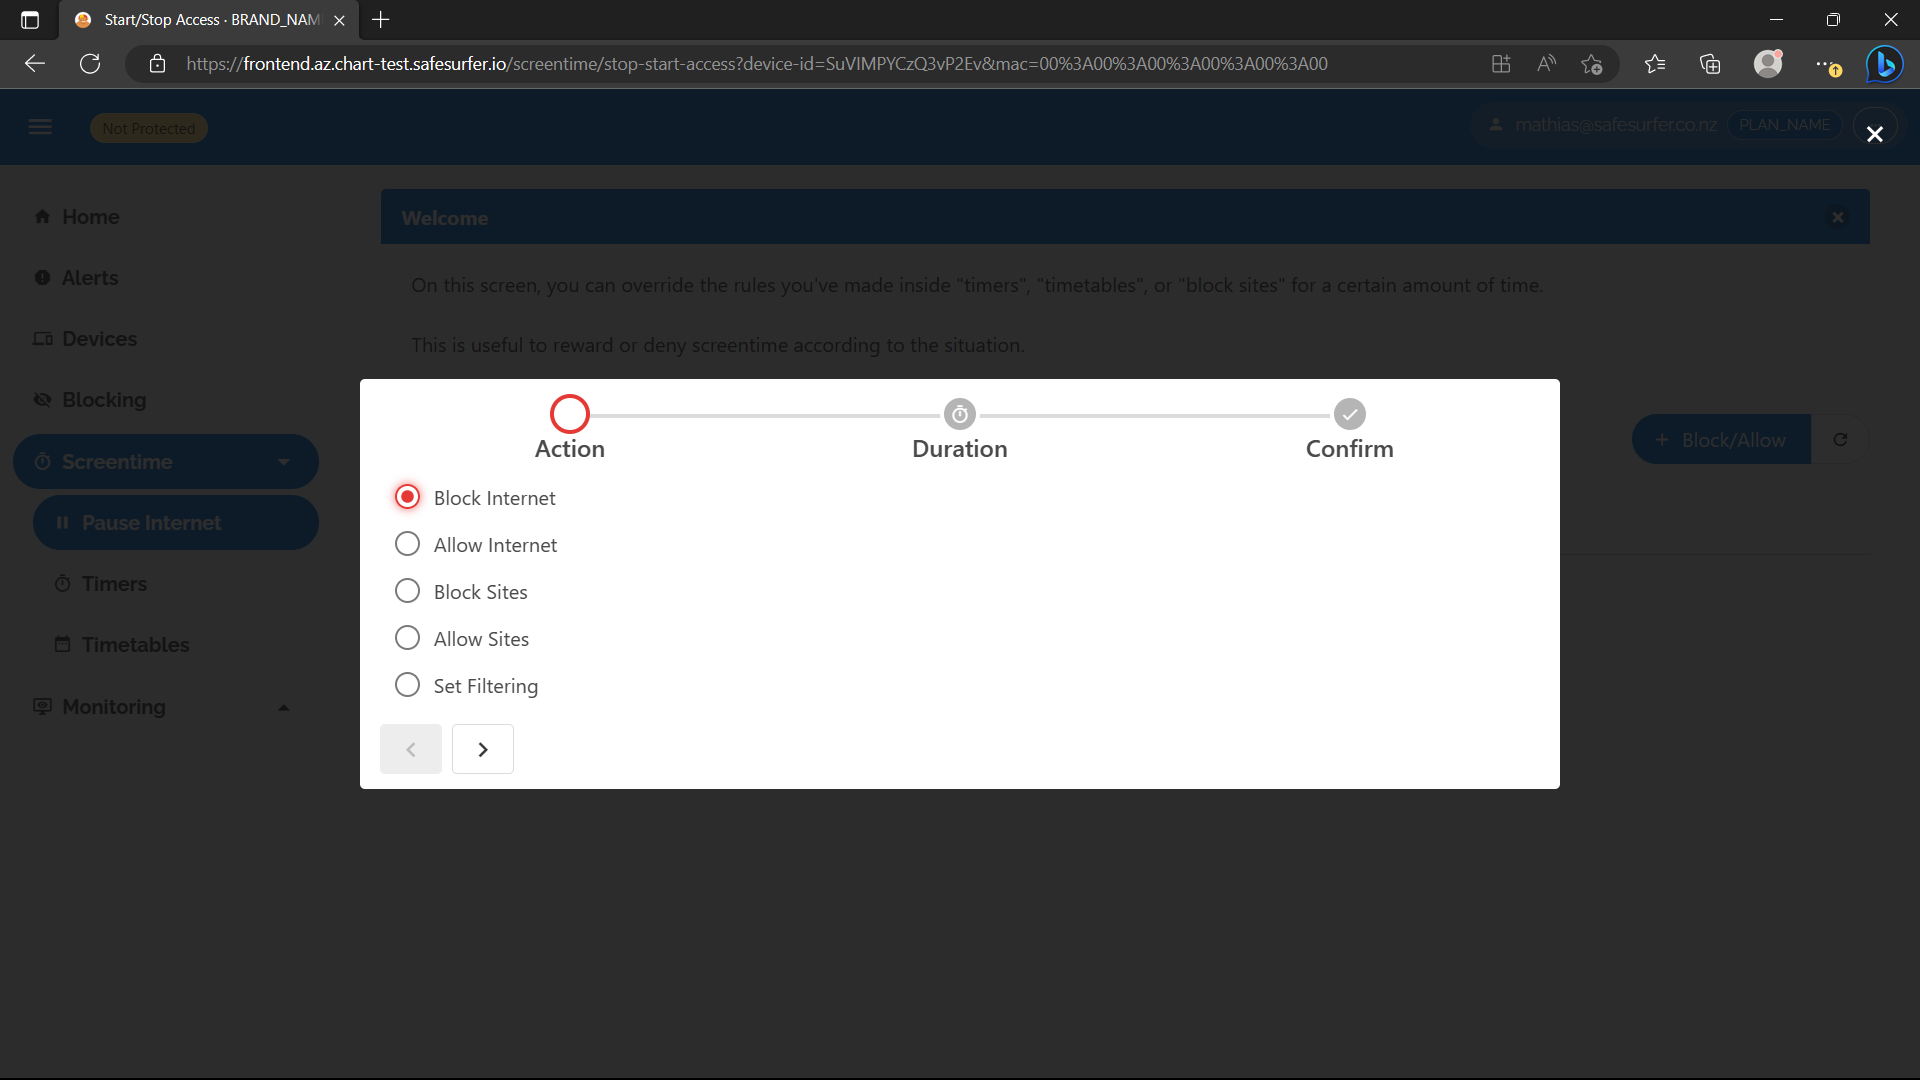 Start/Stop Access · BRAND_NAM
https://frontend.az.chart-test.safesurfer.io/screentime/stop-start-access?device-id=SuVIMPYCzQ3vP2Ev&mac=00%3A00%3A00%3A00%3A00%3A00
Not Protected
mathias@safesurfer.co.nz
PLAN_NAME
Home
Alerts
Devices
Blocking
Screentime
Pause Internet
Timers
Timetables
Monitoring
Welcome
On this screen, you can override the rules you've made inside "timers", "timetables", or "block sites" for a certain amount of time.
This is useful to reward or deny screentime according to the situation.
+ Block/Allow
Action
Duration
Confirm
Block Internet
Allow Internet
Block Sites
Allow Sites
Set Filtering